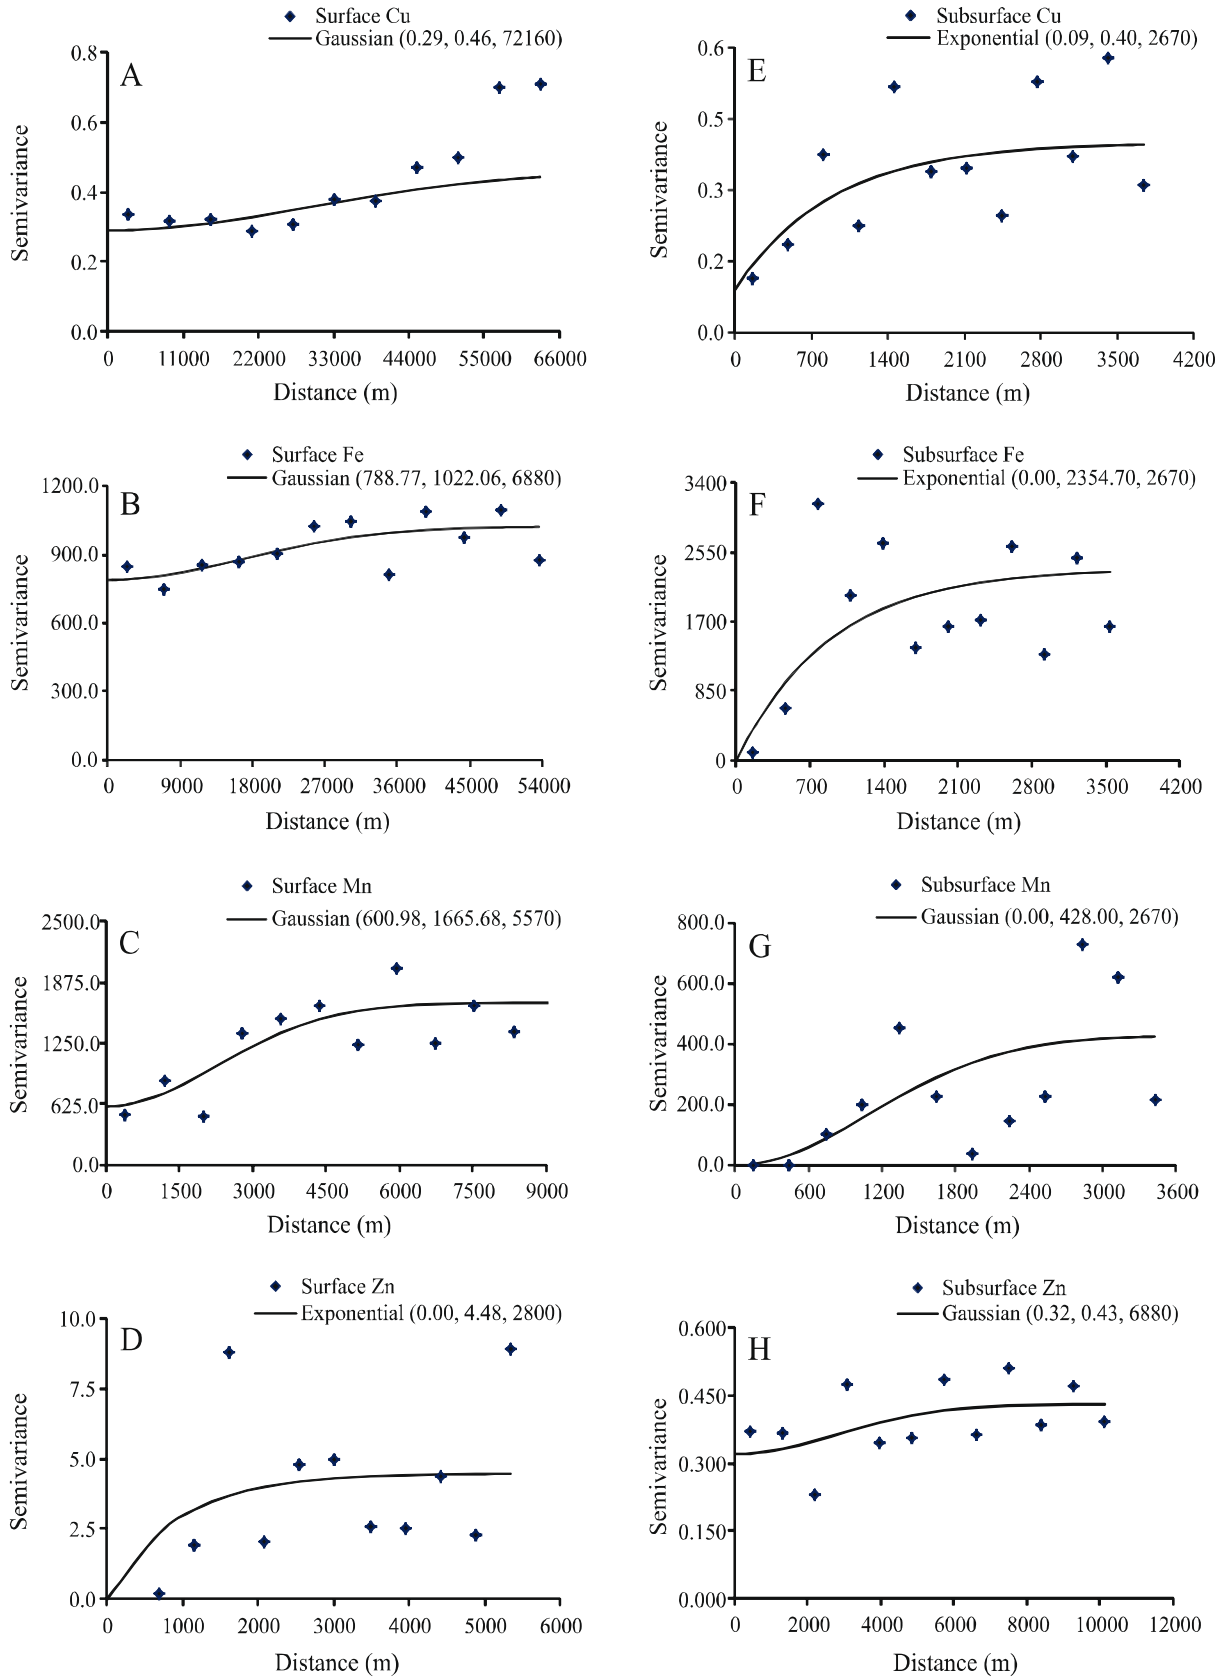 Surface Cu
Gaussian (0.29, 0.46, 72160)
A
0.8
0.6
0.4
0.2
0.0
Semivariance
0 11000 22000 33000 44000 55000 66000
Distance (m)
Subsurface Cu
Exponential (0.09, 0.40, 2670)
E
0.6
0.5
0.3
0.2
0.0
Semivariance
0 700 1400 2100 2800 3500 4200
Distance (m)
Surface Fe
Gaussian (788.77, 1022.06, 6880)
B
1200.0
900.0
600.0
300.0
0.0
Semivariance
0 9000 18000 27000 36000 45000 54000
Distance (m)
Subsurface Fe
Exponential (0.00, 2354.70, 2670)
F
3400
2550
1700
850
0
Semivariance
0 700 1400 2100 2800 3500 4200
Distance (m)
Surface Mn
Gaussian (600.98, 1665.68, 5570)
C
2500.0
1875.0
1250.0
625.0
0.0
Semivariance
0 1500 3000 4500 6000 7500 9000
Distance (m)
Subsurface Mn
Gaussian (0.00, 428.00, 2670)
G
800.0
600.0
400.0
200.0
0.0
Semivariance
0 600 1200 1800 2400 3000 3600
Distance (m)
Surface Zn
Exponential (0.00, 4.48, 2800)
D
10.0
7.5
5.0
2.5
0.0
Semivariance
0 1000 2000 3000 4000 5000 6000
Distance (m)
Subsurface Zn
Gaussian (0.32, 0.43, 6880)
H
0.600
0.450
0.300
0.150
0.000
Semivariance
0 2000 4000 6000 8000 10000 12000
Distance (m)